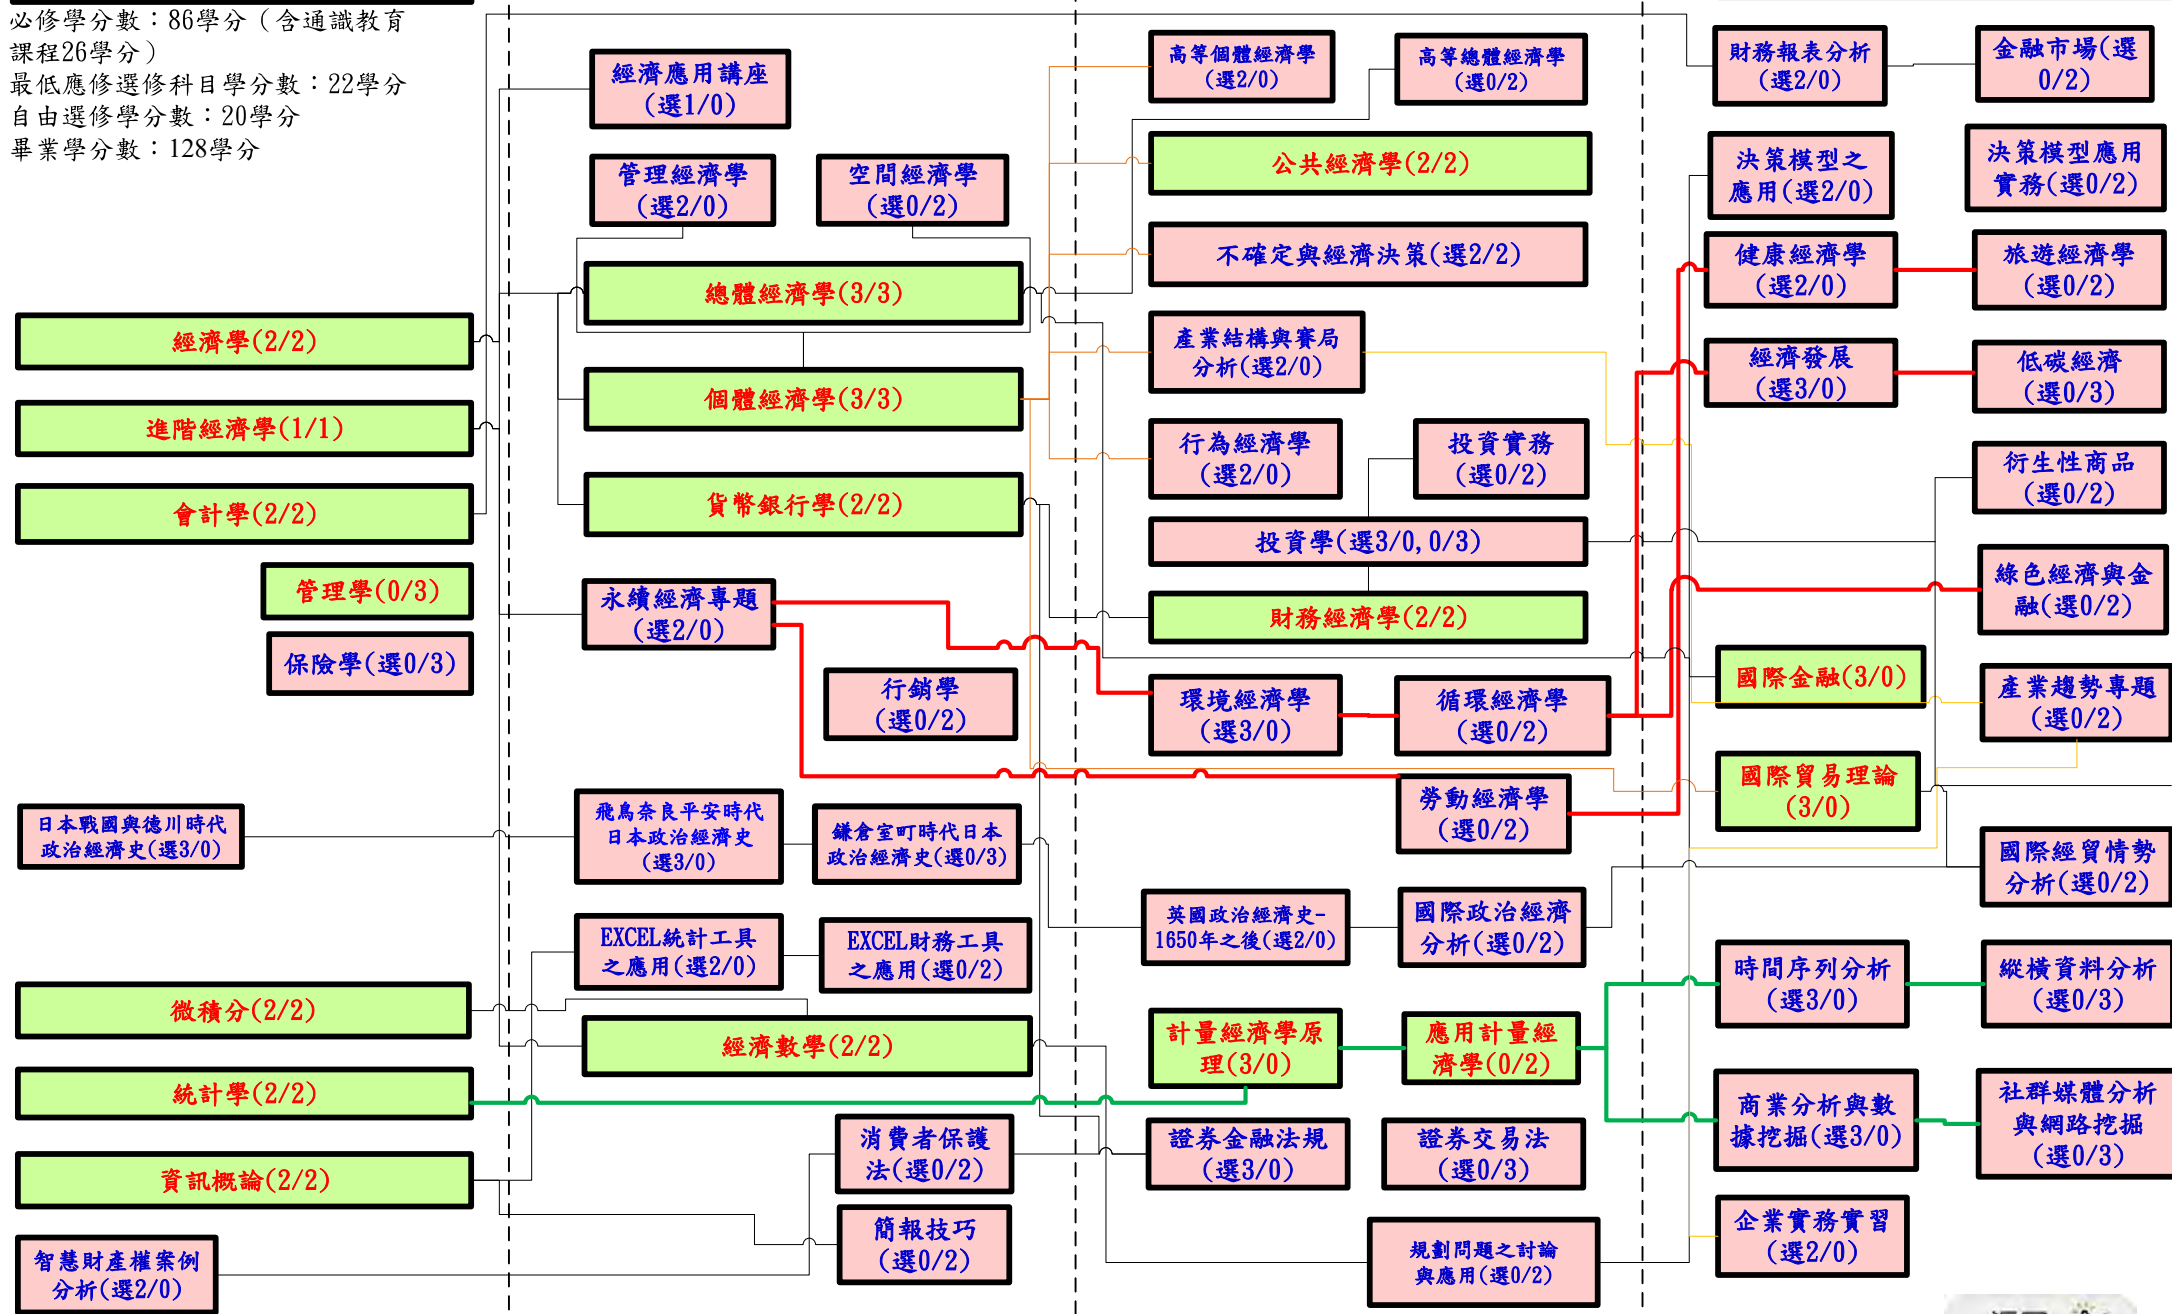 必修學分數：86學分（含通識教育
課程26學分）
最低應修選修科目學分數：22學分
自由選修學分數：20學分
畢業學分數：128學分
經濟學(2/2)
進階經濟學(1/1)
會計學(2/2)
管理學(0/3)
保險學(選0/3)
日本戰國與德川時代
政治經濟史(選3/0)
微積分(2/2)
統計學(2/2)
資訊概論(2/2)
智慧財產權案例
分析(選2/0)
經濟應用講座
(選1/0)
管理經濟學
(選2/0)
空間經濟學
(選0/2)
總體經濟學(3/3)
個體經濟學(3/3)
貨幣銀行學(2/2)
永續經濟專題
(選2/0)
行銷學
(選0/2)
飛鳥奈良平安時代
日本政治經濟史
(選3/0)
鎌倉室町時代日本
政治經濟史(選0/3)
EXCEL統計工具
之應用(選2/0)
EXCEL財務工具
之應用(選0/2)
經濟數學(2/2)
消費者保護
法(選0/2)
簡報技巧
(選0/2)
高等個體經濟學
(選2/0)
高等總體經濟學
(選0/2)
公共經濟學(2/2)
不確定與經濟決策(選2/2)
產業結構與賽局
分析(選2/0)
行為經濟學
(選2/0)
投資實務
(選0/2)
投資學(選3/0,0/3)
財務經濟學(2/2)
環境經濟學
(選3/0)
循環經濟學
(選0/2)
勞動經濟學
(選0/2)
英國政治經濟史-
1650年之後(選2/0)
國際政治經濟
分析(選0/2)
計量經濟學原
理(3/0)
應用計量經
濟學(0/2)
證券金融法規
(選3/0)
證券交易法
(選0/3)
規劃問題之討論
與應用(選0/2)
財務報表分析
(選2/0)
金融市場(選
0/2)
決策模型之
應用(選2/0)
決策模型應用
實務(選0/2)
健康經濟學
(選2/0)
旅遊經濟學
(選0/2)
經濟發展
(選3/0)
低碳經濟
(選0/3)
衍生性商品
(選0/2)
綠色經濟與金
融(選0/2)
國際金融(3/0)
產業趨勢專題
(選0/2)
國際貿易理論
(3/0)
國際經貿情勢
分析(選0/2)
時間序列分析
(選3/0)
縱橫資料分析
(選0/3)
商業分析與數
據挖掘(選3/0)
社群媒體分析
與網路挖掘
(選0/3)
企業實務實習
(選2/0)